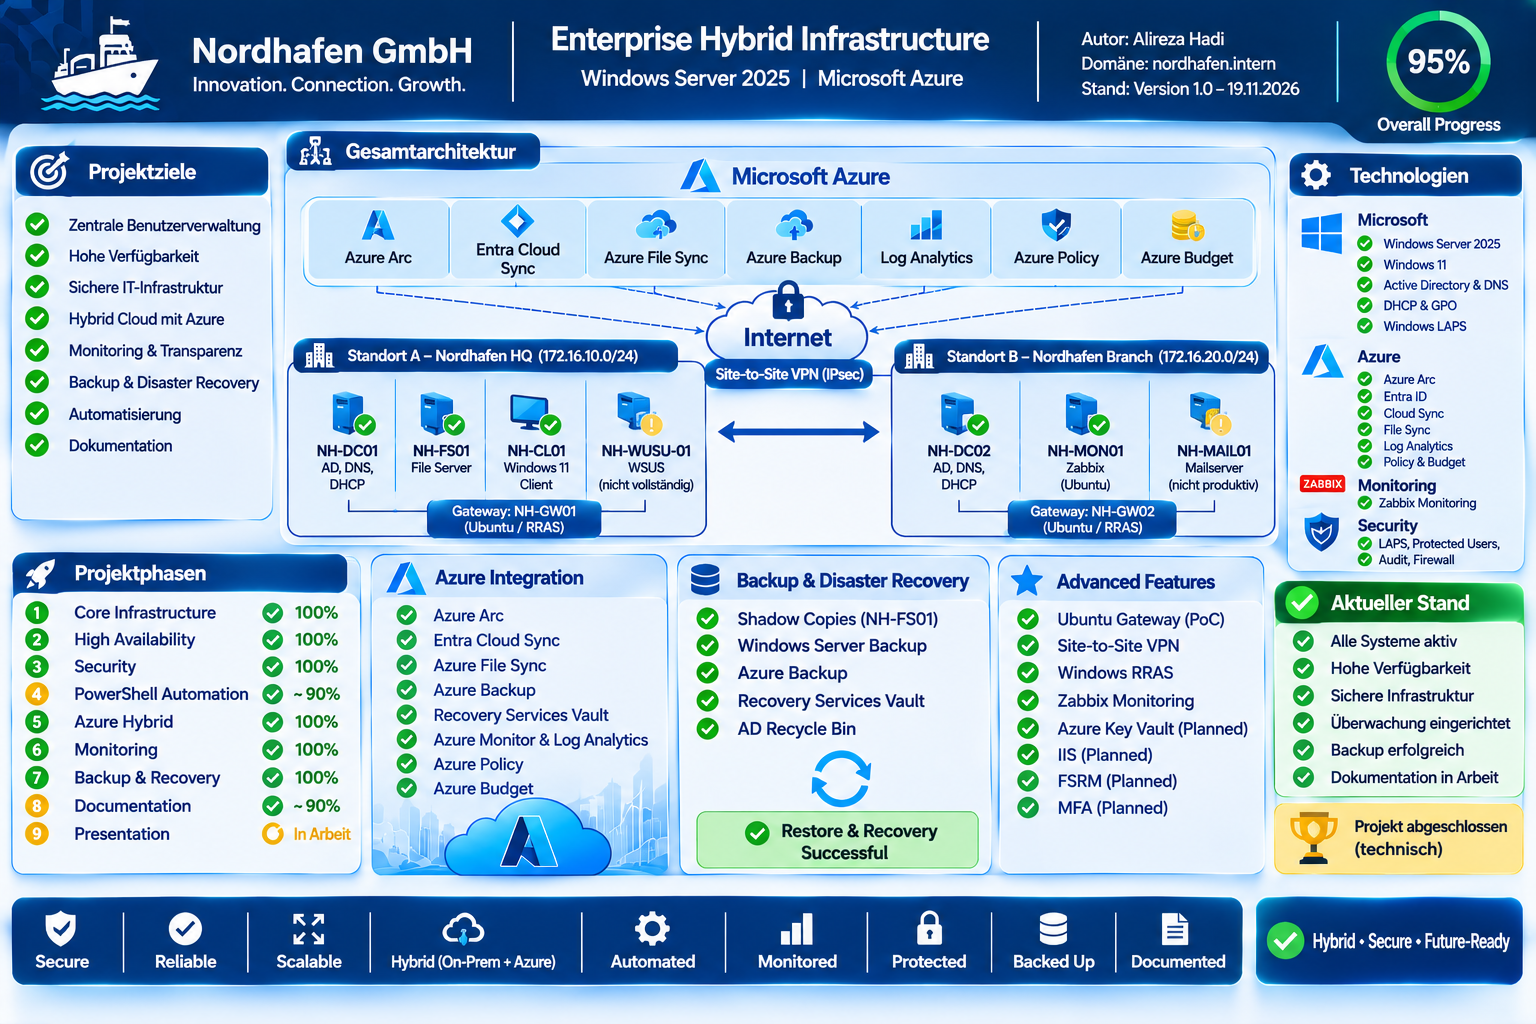 Nordhafen GmbH
Innovation. Connection. Growth.
Enterprise Hybrid Infrastructure
Windows Server 2025 | Microsoft Azure
Autor: Alireza Hadi
Domäne: nordhafen.intern
Stand: Version 1.0 – 19.11.2026
95%
Overall Progress
Projektziele
Zentrale Benutzerverwaltung
Hohe Verfügbarkeit
Sichere IT-Infrastruktur
Hybrid Cloud mit Azure
Monitoring & Transparenz
Backup & Disaster Recovery
Automatisierung
Dokumentation
Gesamtarchitektur
Microsoft Azure
Azure Arc
Entra Cloud
Sync
Azure File Sync
Azure Backup
Log Analytics
Azure Policy
Azure Budget
Internet
Site-to-Site VPN (IPsec)
Standort A – Nordhafen HQ (172.16.10.0/24)
NH-DC01
AD, DNS,
DHCP
NH-FS01
File Server
NH-CL01
Windows 11
Client
NH-WUSU-01
WSUS
(nicht vollständig)
Gateway: NH-GW01
(Ubuntu / RRAS)
Standort B – Nordhafen Branch (172.16.20.0/24)
NH-DC02
AD, DNS,
DHCP
NH-MON01
Zabbix
(Ubuntu)
NH-MAIL01
Mailserver
(nicht produktiv)
Gateway: NH-GW02
(Ubuntu / RRAS)
Technologien
Microsoft
Windows Server 2025
Windows 11
Active Directory & DNS
DHCP & GPO
Windows LAPS
Azure
Azure Arc
Entra ID
Cloud Sync
File Sync
Log Analytics
Policy & Budget
ZABBIX
Monitoring
Zabbix Monitoring
Security
LAPS, Protected Users,
Audit, Firewall
Projektphasen
1 Core Infrastructure 100%
2 High Availability 100%
3 Security 100%
4 PowerShell Automation ~ 90%
5 Azure Hybrid 100%
6 Monitoring 100%
7 Backup & Recovery 100%
8 Documentation ~ 90%
9 Presentation In Arbeit
Azure Integration
Azure Arc
Entra Cloud Sync
Azure File Sync
Azure Backup
Recovery Services Vault
Azure Monitor & Log Analytics
Azure Policy
Azure Budget
Backup & Disaster Recovery
Shadow Copies (NH-FS01)
Windows Server Backup
Azure Backup
Recovery Services Vault
AD Recycle Bin
Restore & Recovery
Successful
Advanced Features
Ubuntu Gateway (PoC)
Site-to-Site VPN
Windows RRAS
Zabbix Monitoring
Azure Key Vault (Planned)
IIS (Planned)
FSRM (Planned)
MFA (Planned)
Aktueller Stand
Alle Systeme aktiv
Hohe Verfügbarkeit
Sichere Infrastruktur
Überwachung eingerichtet
Backup erfolgreich
Dokumentation in Arbeit
Projekt abgeschlossen
(technisch)
Secure
Reliable
Scalable
Hybrid (On-Prem + Azure)
Automated
Monitored
Protected
Backed Up
Documented
Hybrid • Secure • Future-Ready